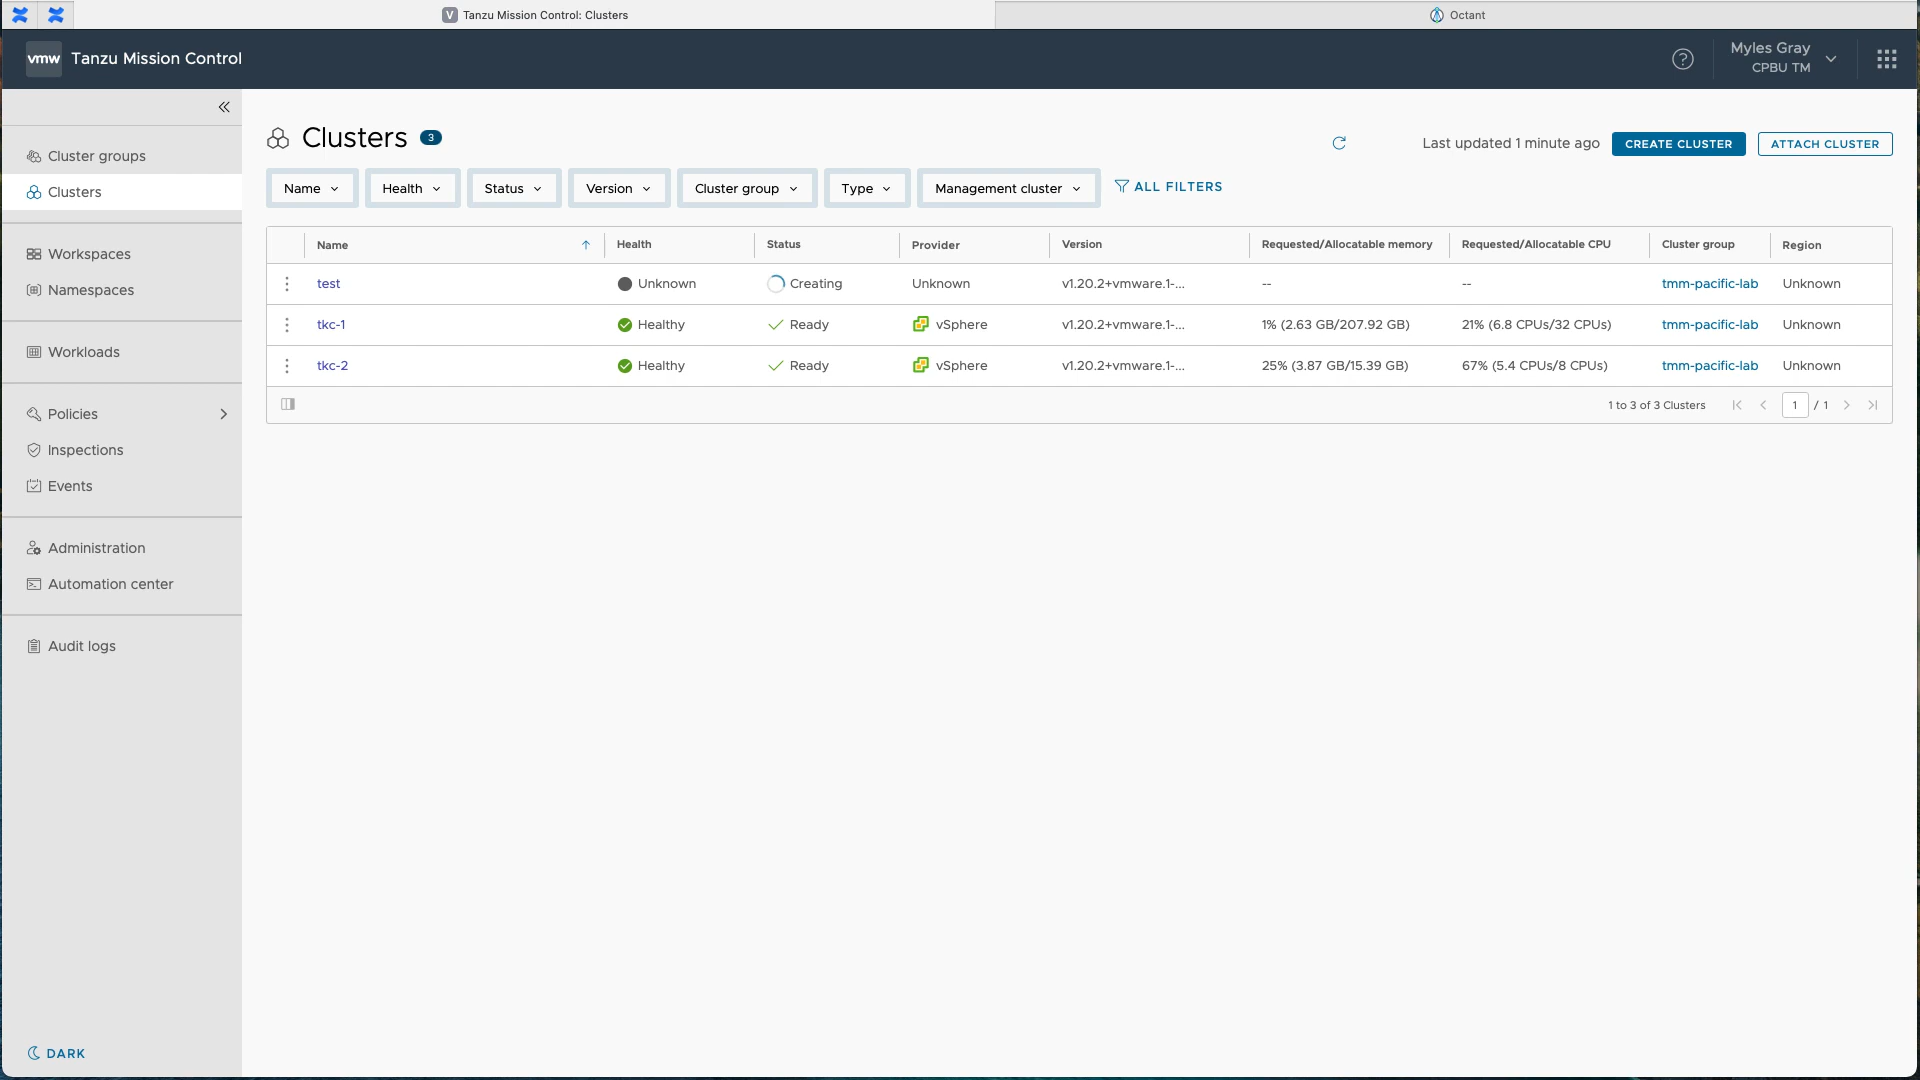 V Tanzu Mission Control: Clusters
Octant
vmw Tanzu Mission Control
? Myles Gray
CPBU TM
Cluster groups
Clusters
Workspaces
Namespaces
Workloads
Policies
Inspections
Events
Administration
Automation center
Audit logs
DARK
Clusters 3
Last updated 1 minute ago CREATE CLUSTER ATTACH CLUSTER
Name Health Status Version Cluster group Type Management cluster ALL FILTERS
Name Health Status Provider Version Requested/Allocatable memory Requested/Allocatable CPU Cluster group Region
test Unknown Creating Unknown v1.20.2+vmware.1-... -- -- tmm-pacific-lab Unknown
tkc-1 Healthy Ready vSphere v1.20.2+vmware.1-... 1% (2.63 GB/207.92 GB) 21% (6.8 CPUs/32 CPUs) tmm-pacific-lab Unknown
tkc-2 Healthy Ready vSphere v1.20.2+vmware.1-... 25% (3.87 GB/15.39 GB) 67% (5.4 CPUs/8 CPUs) tmm-pacific-lab Unknown
1 to 3 of 3 Clusters 1 / 1